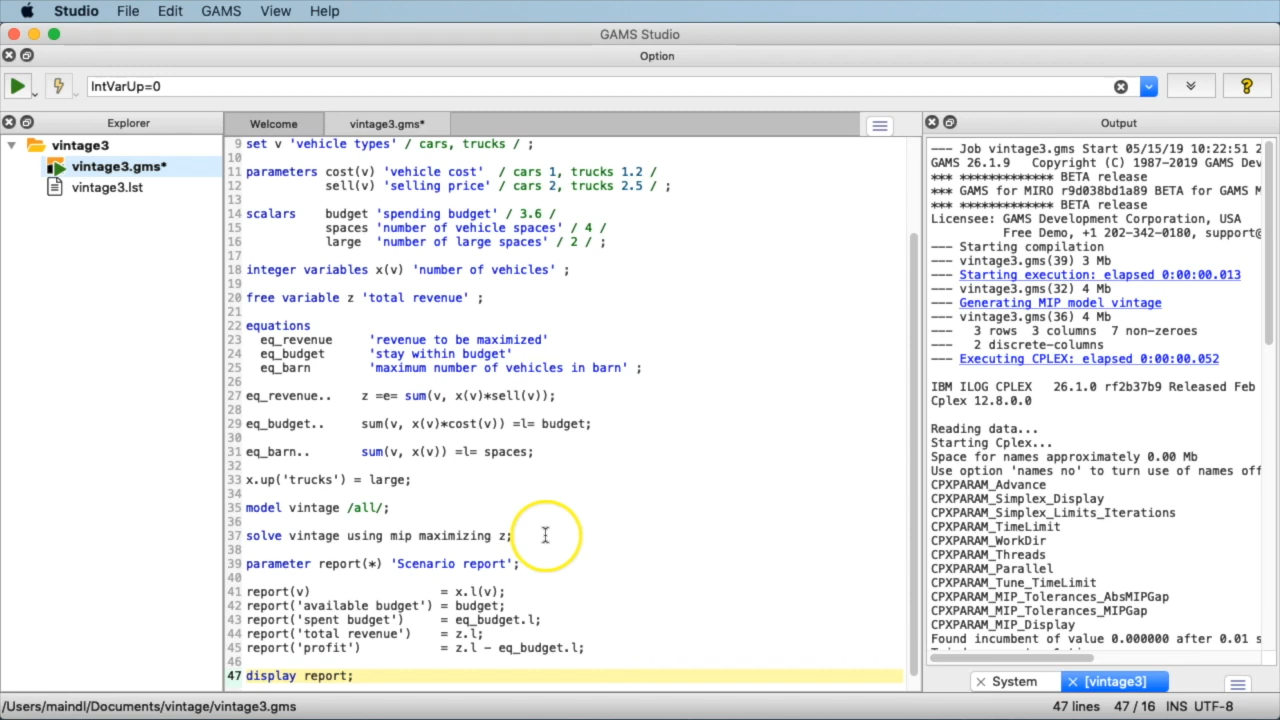 Studio File Edit GAMS View Help
GAMS Studio
Option
IntVarUp=0
Explorer
vintage3
vintage3.gms*
vintage3.lst
Welcome vintage3.gms*
9 set v 'vehicle types' / cars, trucks / ;
10
11 parameters cost(v) 'vehicle cost' / cars 1, trucks 1.2 /
12 sell(v) 'selling price' / cars 2, trucks 2.5 / ;
13
14 scalars budget 'spending budget' / 3.6 /
15 spaces 'number of vehicle spaces' / 4 /
16 large 'number of large spaces' / 2 / ;
17
18 integer variables x(v) 'number of vehicles' ;
19
20 free variable z 'total revenue' ;
21
22 equations
23 eq_revenue 'revenue to be maximized'
24 eq_budget 'stay within budget'
25 eq_barn 'maximum number of vehicles in barn' ;
26
27 eq_revenue.. z =e= sum(v, x(v)*sell(v));
28
29 eq_budget.. sum(v, x(v)*cost(v)) =l= budget;
30
31 eq_barn.. sum(v, x(v)) =l= spaces;
32
33 x.up('trucks') = large;
34
35 model vintage /all/;
36
37 solve vintage using mip maximizing z;
38
39 parameter report(*) 'Scenario report';
40
41 report(v) = x.l(v);
42 report('available budget') = budget;
43 report('spent budget') = eq_budget.l;
44 report('total revenue') = z.l;
45 report('profit') = z.l - eq_budget.l;
46
47 display report;
Output
--- Job vintage3.gms Start 05/15/19 10:22:51 2
GAMS 26.1.9 Copyright (C) 1987-2019 GAMS Dev
*** ************* BETA release
*** GAMS for MIRO r9d038bd1a89 BETA for GAMS M
*** ************* BETA release
Licensee: GAMS Development Corporation, USA
Free Demo, +1 202-342-0180, support@
--- Starting compilation
--- vintage3.gms(39) 3 Mb
--- Starting execution: elapsed 0:00:00.013
--- vintage3.gms(32) 4 Mb
--- Generating MIP model vintage
--- vintage3.gms(36) 4 Mb
--- 3 rows 3 columns 7 non-zeroes
--- 2 discrete-columns
--- Executing CPLEX: elapsed 0:00:00.052
IBM ILOG CPLEX 26.1.0 rf2b37b9 Released Feb
Cplex 12.8.0.0
Reading data...
Starting Cplex...
Space for names approximately 0.00 Mb
Use option 'names no' to turn use of names off
CPXPARAM_Advance
CPXPARAM_Simplex_Display
CPXPARAM_Simplex_Limits_Iterations
CPXPARAM_TimeLimit
CPXPARAM_WorkDir
CPXPARAM_Threads
CPXPARAM_Parallel
CPXPARAM_Tune_TimeLimit
CPXPARAM_MIP_Tolerances_AbsMIPGap
CPXPARAM_MIP_Tolerances_MIPGap
CPXPARAM_MIP_Display
Found incumbent of value 0.000000 after 0.01 s
System [vintage3]
/Users/maindl/Documents/vintage/vintage3.gms 47 lines 47 / 16 INS UTF-8